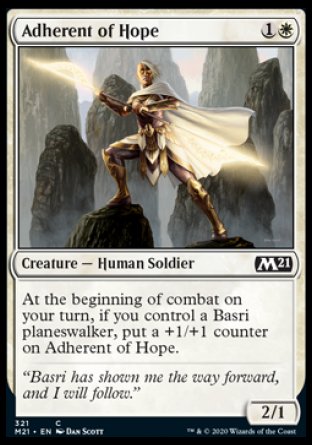 Adherent of Hope 1
Creature — Human Soldier M21
At the beginning of combat on
your turn, if you control a Basri
planeswalker, put a +1/+1 counter
on Adherent of Hope.
"Basri has shown me the way forward,
and I will follow."
2/1
321 C
M21 • EN Dan Scott ™ & © 2020 Wizards of the Coast